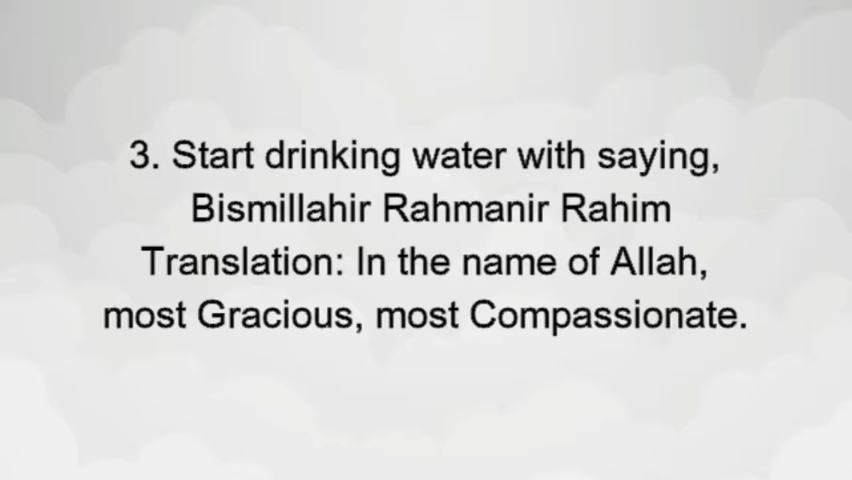 3. Start drinking water with saying,
Bismillahir Rahmanir Rahim
Translation: In the name of Allah,
most Gracious, most Compassionate.